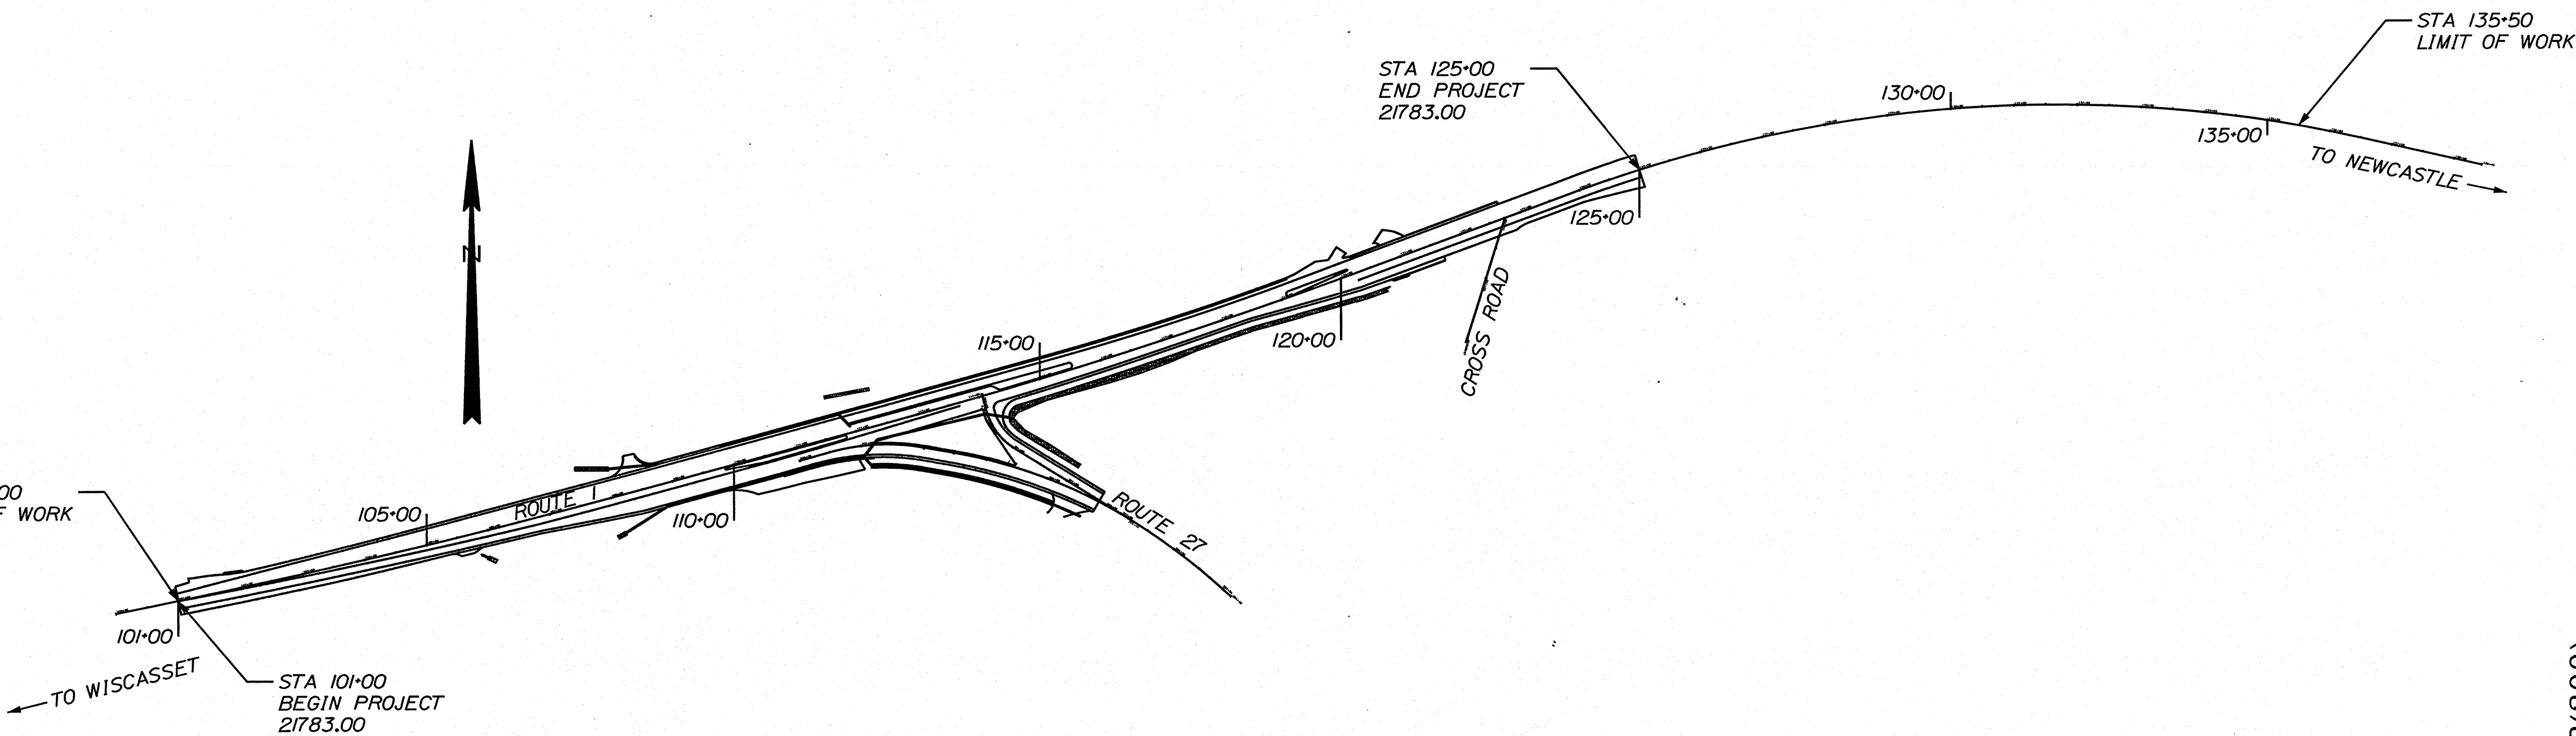 STA 135+50
LIMIT OF WORK
STA 125+00
END PROJECT
21783.00
130+00
135+00
TO NEWCASTLE
125+00
N
120+00
CROSS ROAD
115+00
110+00
ROUTE 27
ROUTE 1
105+00
00
F WORK
101+00
TO WISCASSET
STA 101+00
BEGIN PROJECT
21783.00